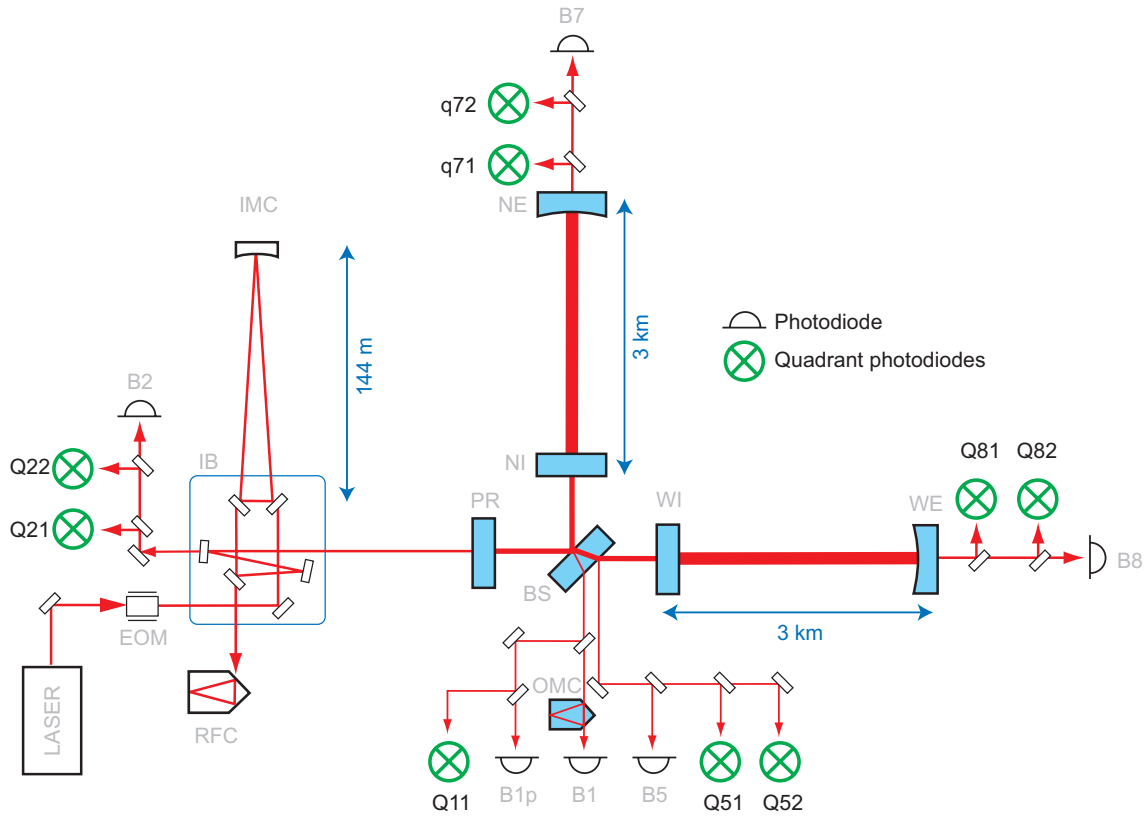 B7
q72
q71
NE
IMC
3 km
144 m
Photodiode
Quadrant photodiodes
B2
Q22
IB
NI
Q81
Q82
PR
WI
WE
Q21
BS
B8
EOM
3 km
LASER
RFC
OMC
Q11
B1p
B1
B5
Q51
Q52